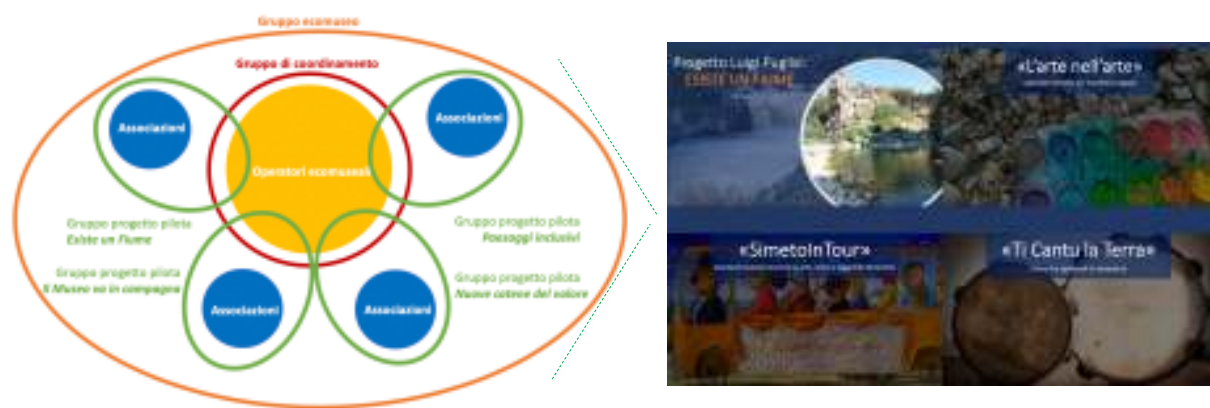 Gruppo ecomuseo
Gruppo di coordinamento
Associazioni
Associazioni
Operatori ecomuseali
Gruppo progetto pilota
Esiste un Fiume
Gruppo progetto pilota
Paesaggi inclusivi
Gruppo progetto pilota
Il Museo va in campagna
Gruppo progetto pilota
Nuove catene del valore
Associazioni
Associazioni
Progetto Luigi Puglisi:
ESISTE UN FIUME
«L'arte nell'arte»
«SimetoInTour»
«Ti Cantu la Terra»